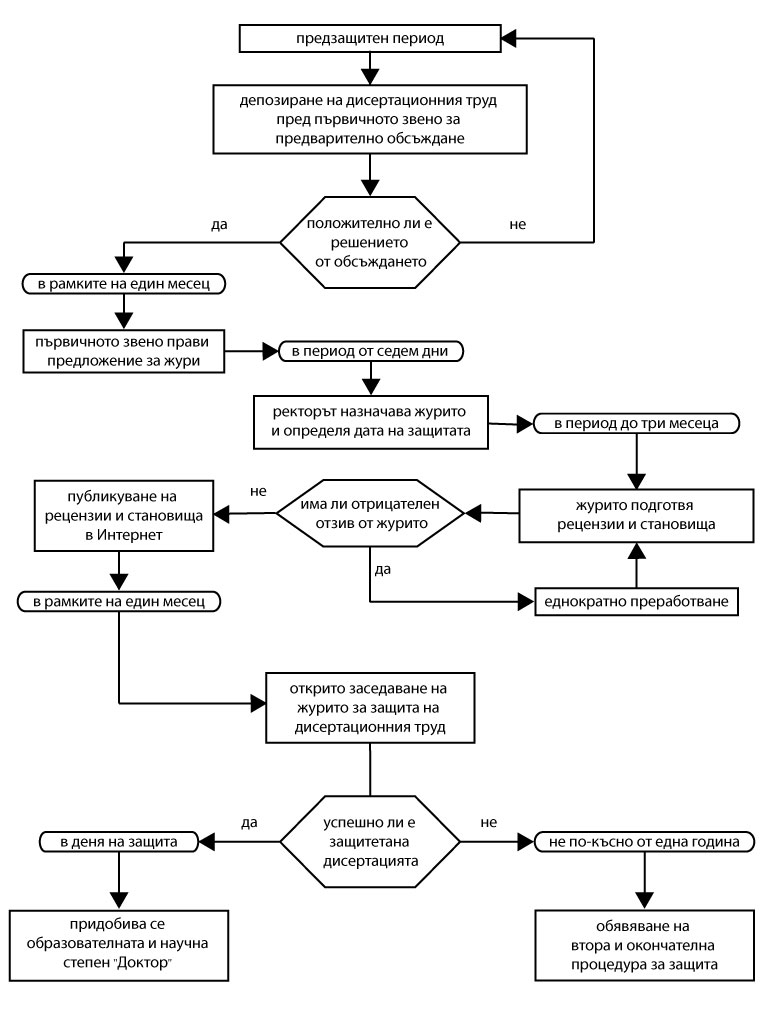 предзащитен период
депозиране на дисертационния труд
пред първичното звено за
предварително обсъждане
да
положително ли е
решението
от обсъждането
не
в рамките на един месец
първичното звено прави
предложение за жури
в период от седем дни
ректорът назначава журито
и определя дата на защитата
в период до три месеца
публикуване на
рецензии и становища
в Интернет
не
има ли отрицателен
отзив от журито
журито подготвя
рецензии и становища
да
в рамките на един месец
еднократно преработване
открито заседаване на
журито за защита на
дисертационния труд
да
успешно ли е
защитетана
дисертацията
не
в деня на защита
не по-късно от една година
придобива се
образователната и научна
степен "Доктор"
обявяване на
втора и окончателна
процедура за защита